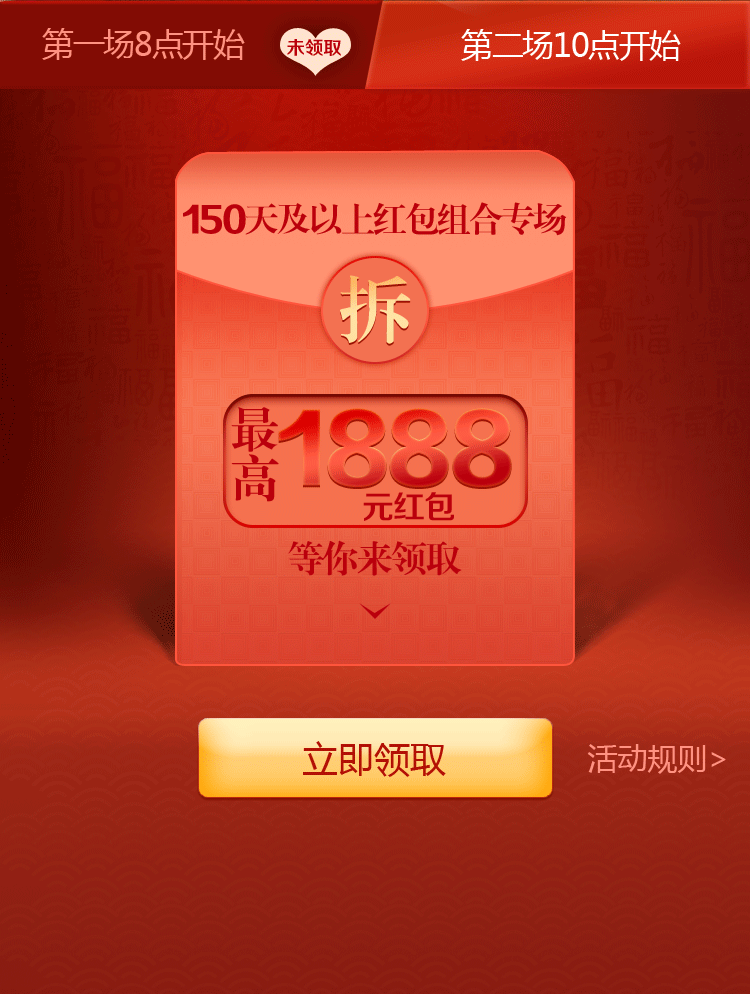 第一场8点开始
未领取
第二场10点开始
150天及以上红包组合专场
拆
最高
1888
元红包
等你来领取
立即领取
活动规则>